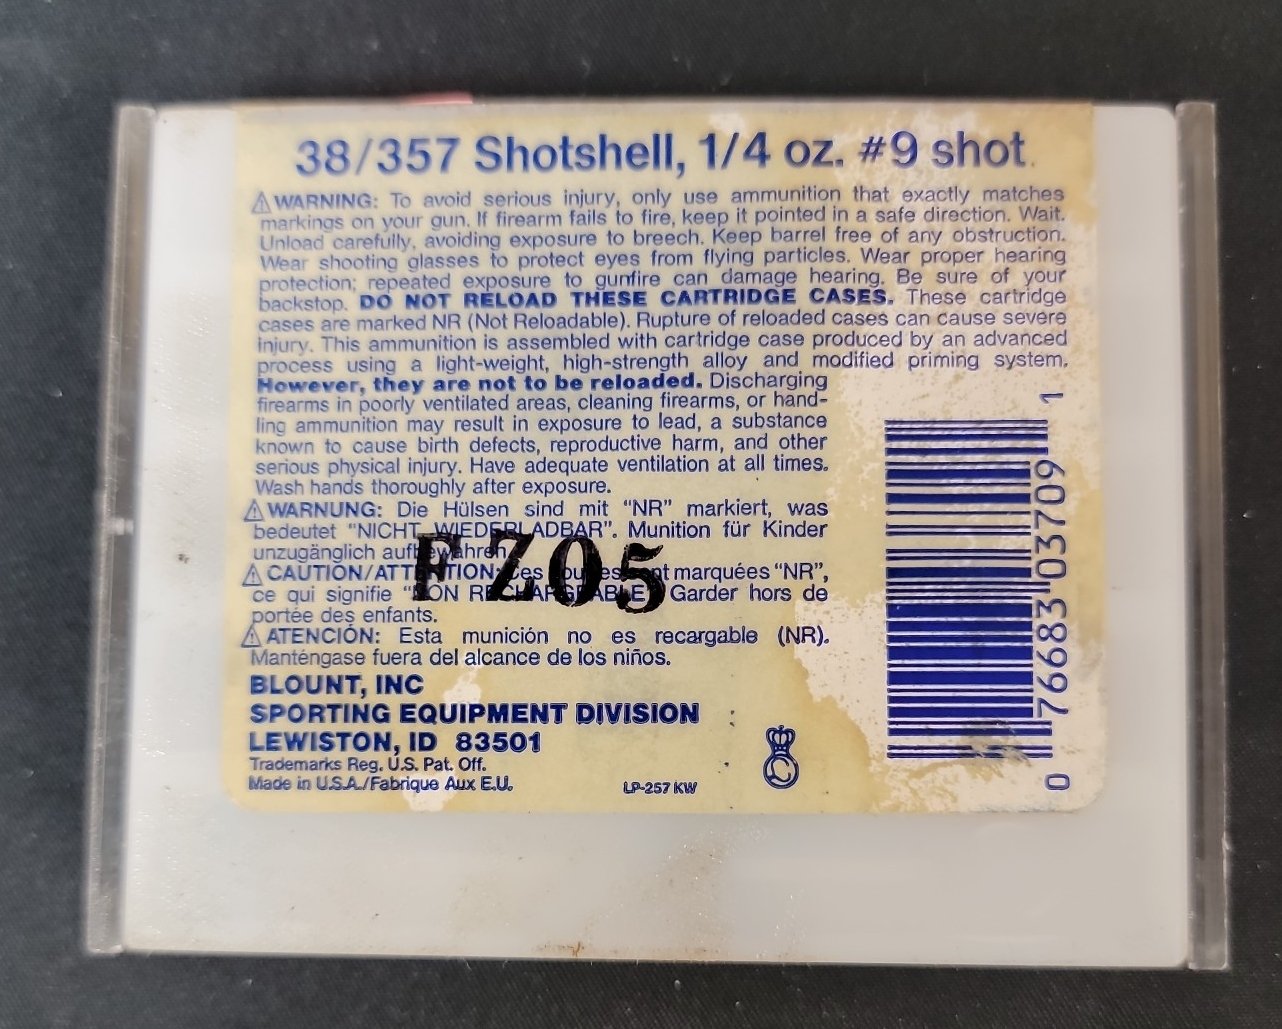 38/357 Shotshell, 1/4 oz. #9 shot.
⚠ WARNING: To avoid serious injury, only use ammunition that exactly matches
markings on your gun. If firearm fails to fire, keep it pointed in a safe direction. Wait.
Unload carefully, avoiding exposure to breech. Keep barrel free of any obstruction.
Wear shooting glasses to protect eyes from flying particles. Wear proper hearing
protection; repeated exposure to gunfire can damage hearing. Be sure of your
backstop. DO NOT RELOAD THESE CARTRIDGE CASES. These cartridge
cases are marked NR (Not Reloadable). Rupture of reloaded cases can cause severe
injury. This ammunition is assembled with cartridge case produced by an advanced
process using a light-weight, high-strength alloy and modified priming system.
However, they are not to be reloaded. Discharging
firearms in poorly ventilated areas, cleaning firearms, or hand-
ling ammunition may result in exposure to lead, a substance
known to cause birth defects, reproductive harm, and other
serious physical injury. Have adequate ventilation at all times.
Wash hands thoroughly after exposure.
⚠ WARNUNG: Die Hülsen sind mit “NR” markiert, was
bedeutet “NICHT WIEDERLADBAR”. Munition für Kinder
unzugänglich aufbewahren.
⚠ CAUTION/ATTENTION: Ces marquées “NR”,
ce qui signifie “NON RECHARGEABLE” Garder hors de
portée des enfants.
FZ05
⚠ ATENCIÓN: Esta munición no es recargable (NR).
Manténgase fuera del alcance de los niños.
BLOUNT, INC
SPORTING EQUIPMENT DIVISION
LEWISTON, ID 83501
Trademarks Reg. U.S. Pat. Off.
Made in U.S.A./Fabrique Aux E.U.
LP-257 KW
0 76683 03709 1